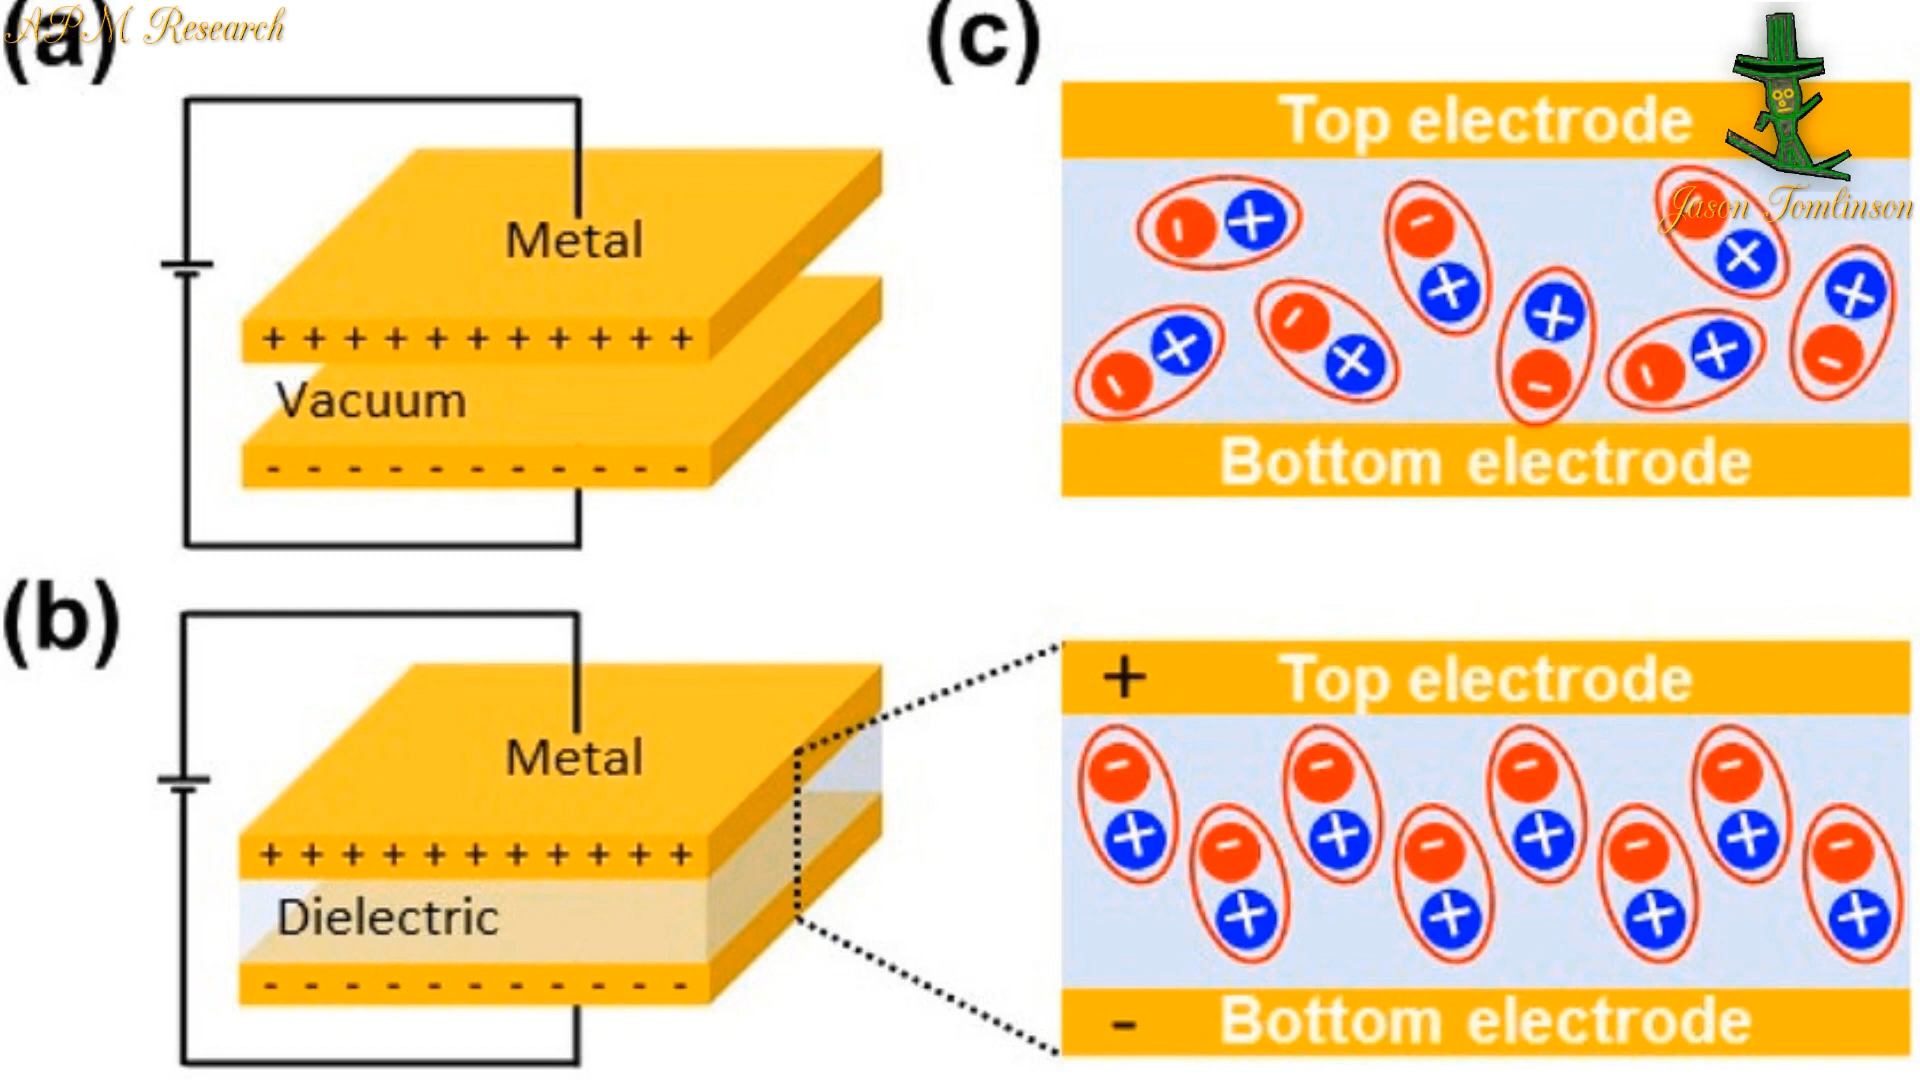 APM Research
(a)
Metal
+ + + + + + + + + + +
Vacuum
- - - - - - - - - - -
(b)
Metal
+ + + + + + + + + + +
Dielectric
- - - - - - - - - - -
(c)
Top electrode
Jason Tomlinson
- +
- +
- +
- +
- +
+ -
- +
+ -
Bottom electrode
+ Top electrode
- +
- +
- +
- +
- +
- +
- +
- +
- Bottom electrode